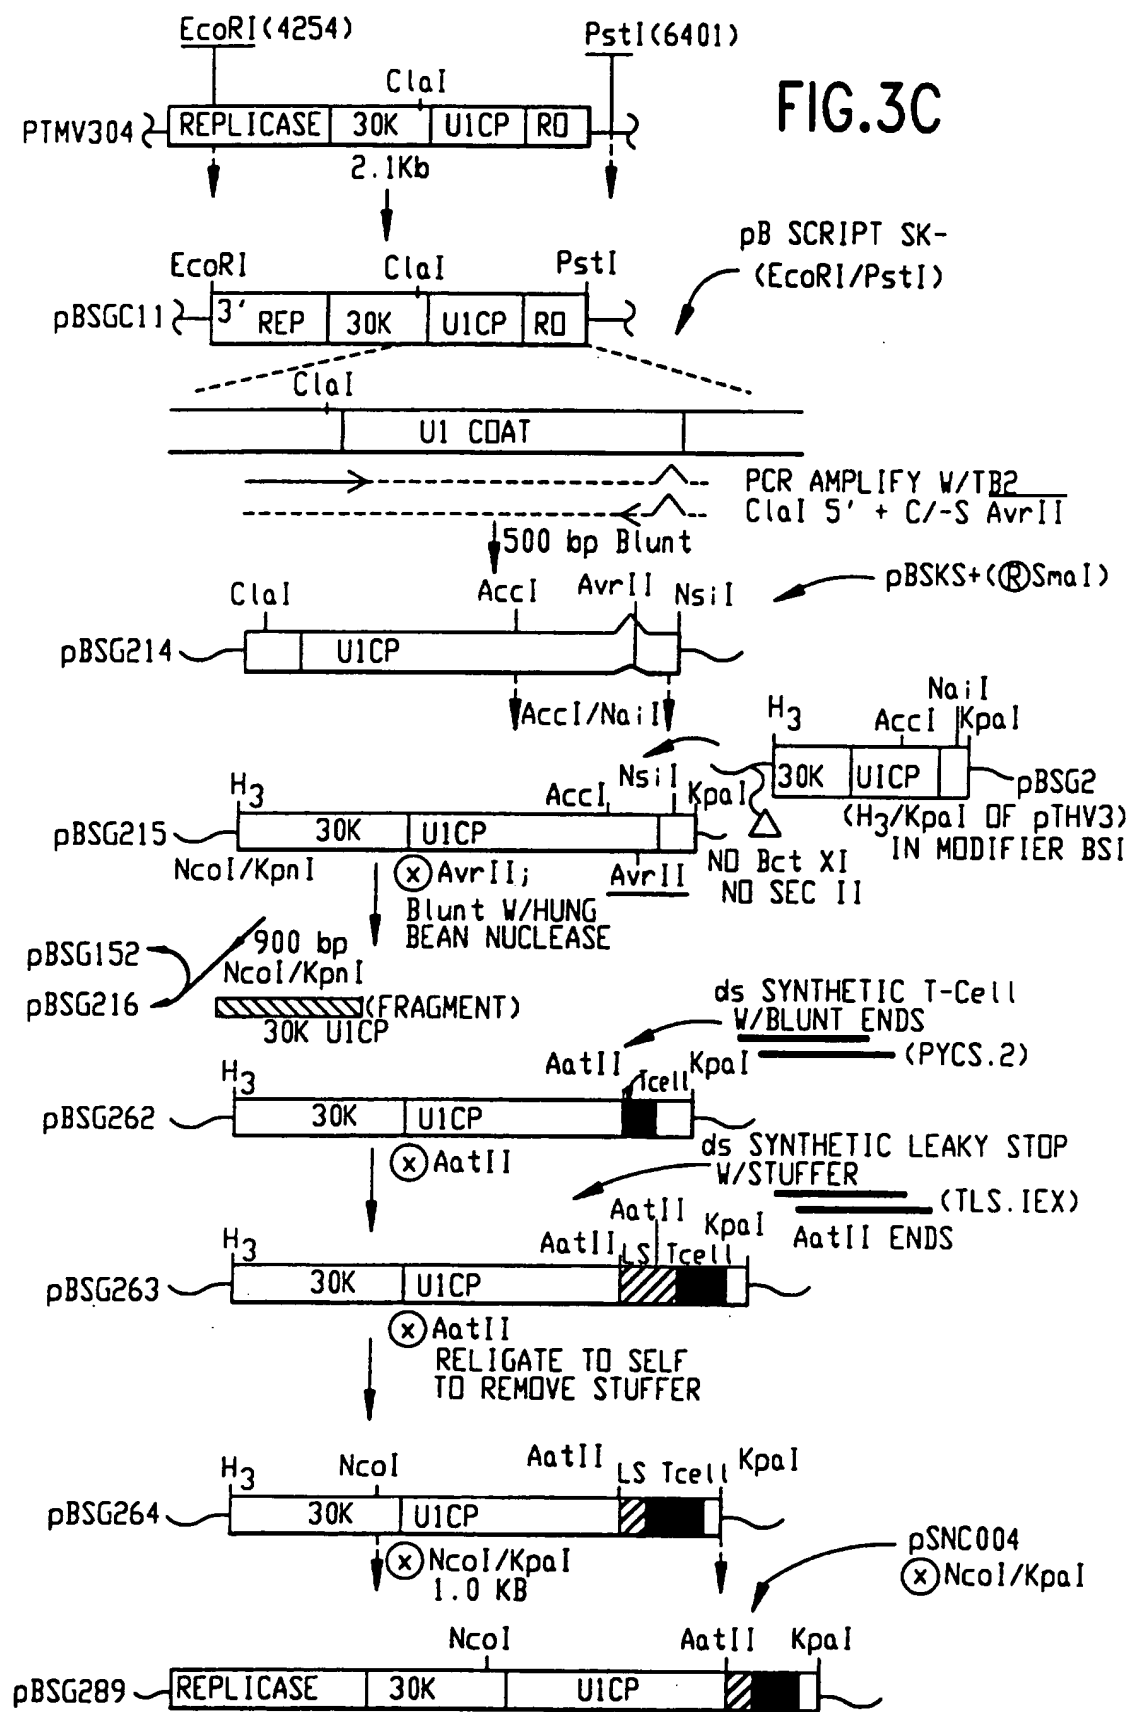 FIG.3C
EcoRI(4254)
PstI(6401)
ClaI
PTMV304
REPLICASE 30K U1CP RO
2.1Kb
pB SCRIPT SK-
(EcoRI/PstI)
EcoRI ClaI PstI
pBSGC11
3' REP 30K U1CP RO
ClaI
U1 COAT
PCR AMPLIFY W/TB2
ClaI 5' + C/-S AvrII
500 bp Blunt
pBSKS+(ⓇSmaI)
ClaI AccI AvrII NsiI
pBSG214
U1CP
AccI/NaiI
H3 AccI NaiI KpaI
30K U1CP
pBSG2
(H3/KpaI OF pTHV3)
IN MODIFIER BSI
NO Bct XI
NO SEC II
H3 AccI NsiI KpaI
pBSG215
30K U1CP
NcoI/KpnI
ⓧ AvrII;
Blunt W/HUNG
BEAN NUCLEASE
AvrII
pBSG152
pBSG216
900 bp
NcoI/KpnI
(FRAGMENT)
30K U1CP
ds SYNTHETIC T-Cell
W/BLUNT ENDS
(PYCS.2)
H3 AatII Tcell KpaI
pBSG262
30K U1CP
ⓧ AatII
ds SYNTHETIC LEAKY STOP
W/STUFFER
(TLS.IEX)
AatII ENDS
H3 AatII LS AatII Tcell KpaI
pBSG263
30K U1CP
ⓧ AatII
RELIGATE TO SELF
TO REMOVE STUFFER
H3 NcoI AatII LS Tcell KpaI
pBSG264
30K U1CP
ⓧ NcoI/KpaI
1.0 KB
pSNC004
ⓧ NcoI/KpaI
NcoI AatII KpaI
pBSG289
REPLICASE 30K U1CP